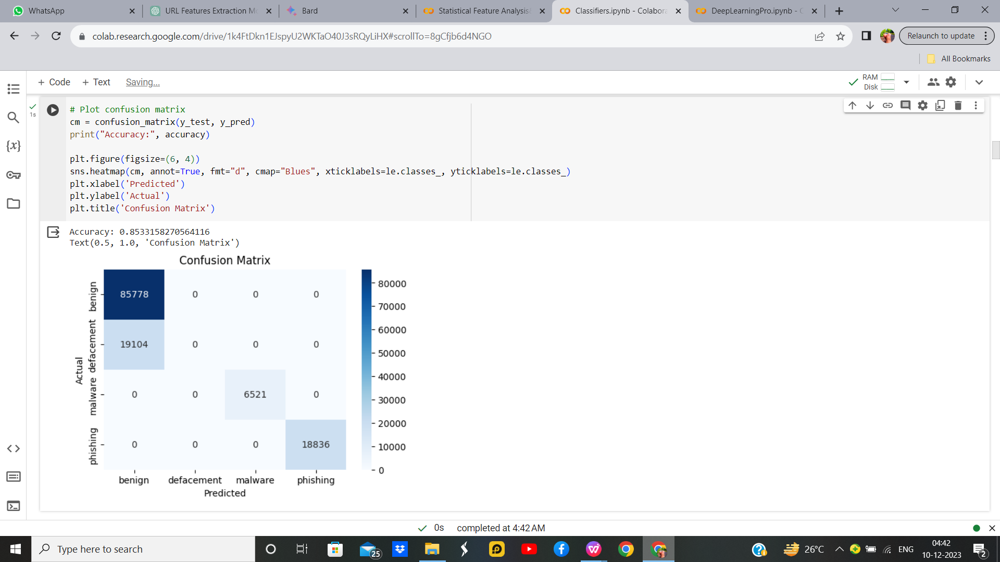 WhatsApp
URL Features Extraction Mo
Bard
Statistical Feature Analysis
Classifiers.ipynb - Colabora
DeepLearningPro.ipynb - C
colab.research.google.com/drive/1k4FtDkn1EJspyU2WKTaO40J3sRQyLiHX#scrollTo=8gCfjb6d4NGO
Relaunch to update
All Bookmarks
+ Code + Text Saving...
RAM
Disk
1s
# Plot confusion matrix
cm = confusion_matrix(y_test, y_pred)
print("Accuracy:", accuracy)
plt.figure(figsize=(6, 4))
sns.heatmap(cm, annot=True, fmt="d", cmap="Blues", xticklabels=le.classes_, yticklabels=le.classes_)
plt.xlabel('Predicted')
plt.ylabel('Actual')
plt.title('Confusion Matrix')
Accuracy: 0.8533158270564116
Text(0.5, 1.0, 'Confusion Matrix')
Confusion Matrix
Actual
benign
85778 0 0 0
defacement
19104 0 0 0
malware
0 0 6521 0
phishing
0 0 0 18836
benign defacement malware phishing
Predicted
80000
70000
60000
50000
40000
30000
20000
10000
0
0s completed at 4:42 AM
Type here to search
25
26°C
ENG
04:42
10-12-2023
2